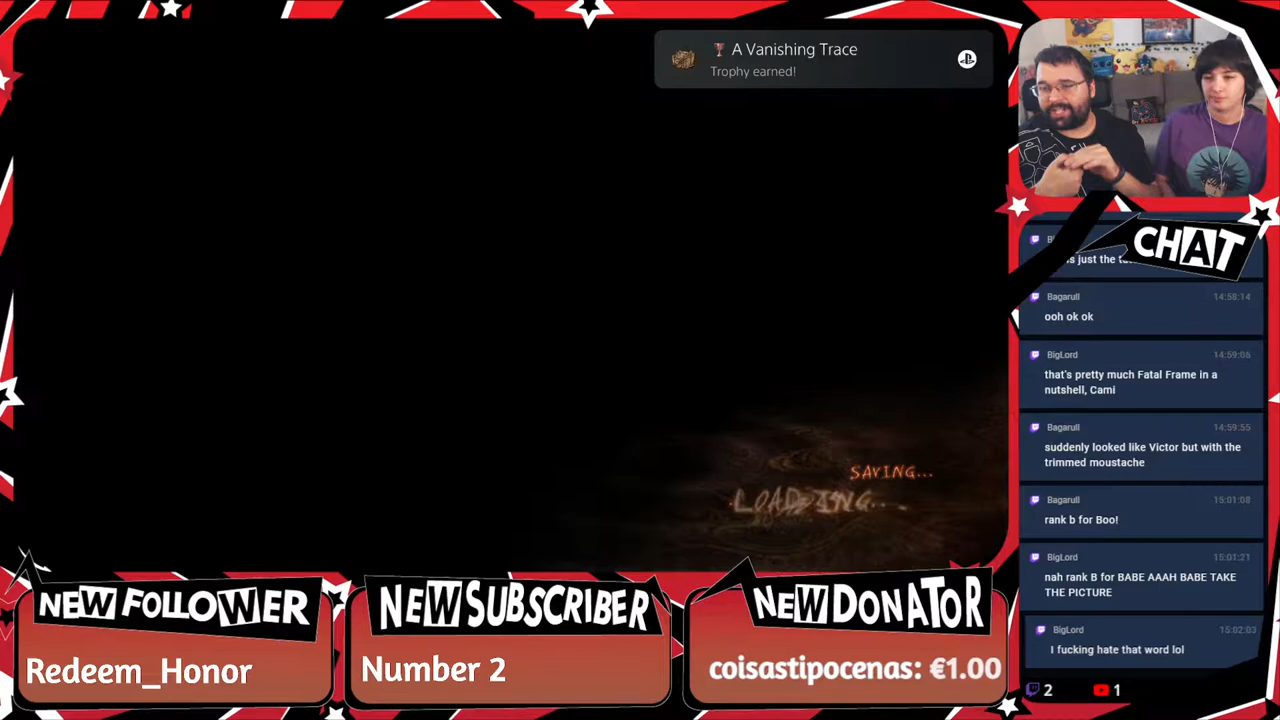 A Vanishing Trace
Trophy earned!
CHAT
is just the
Bagarull 14:58:14
ooh ok ok
BigLord 14:59:06
that's pretty much Fatal Frame in a
nutshell, Cami
Bagarull 14:59:55
suddenly looked like Victor but with the
trimmed moustache
Bagarull 15:01:08
rank b for Boo!
BigLord 15:01:21
nah rank B for BABE AAAH BABE TAKE
THE PICTURE
BigLord 15:02:03
I fucking hate that word lol
2 1
SAVING...
LOADING...
NEW FOLLOWER
Redeem_Honor
NEW SUBSCRIBER
Number 2
NEW DONATOR
coisastipocenas: €1.00